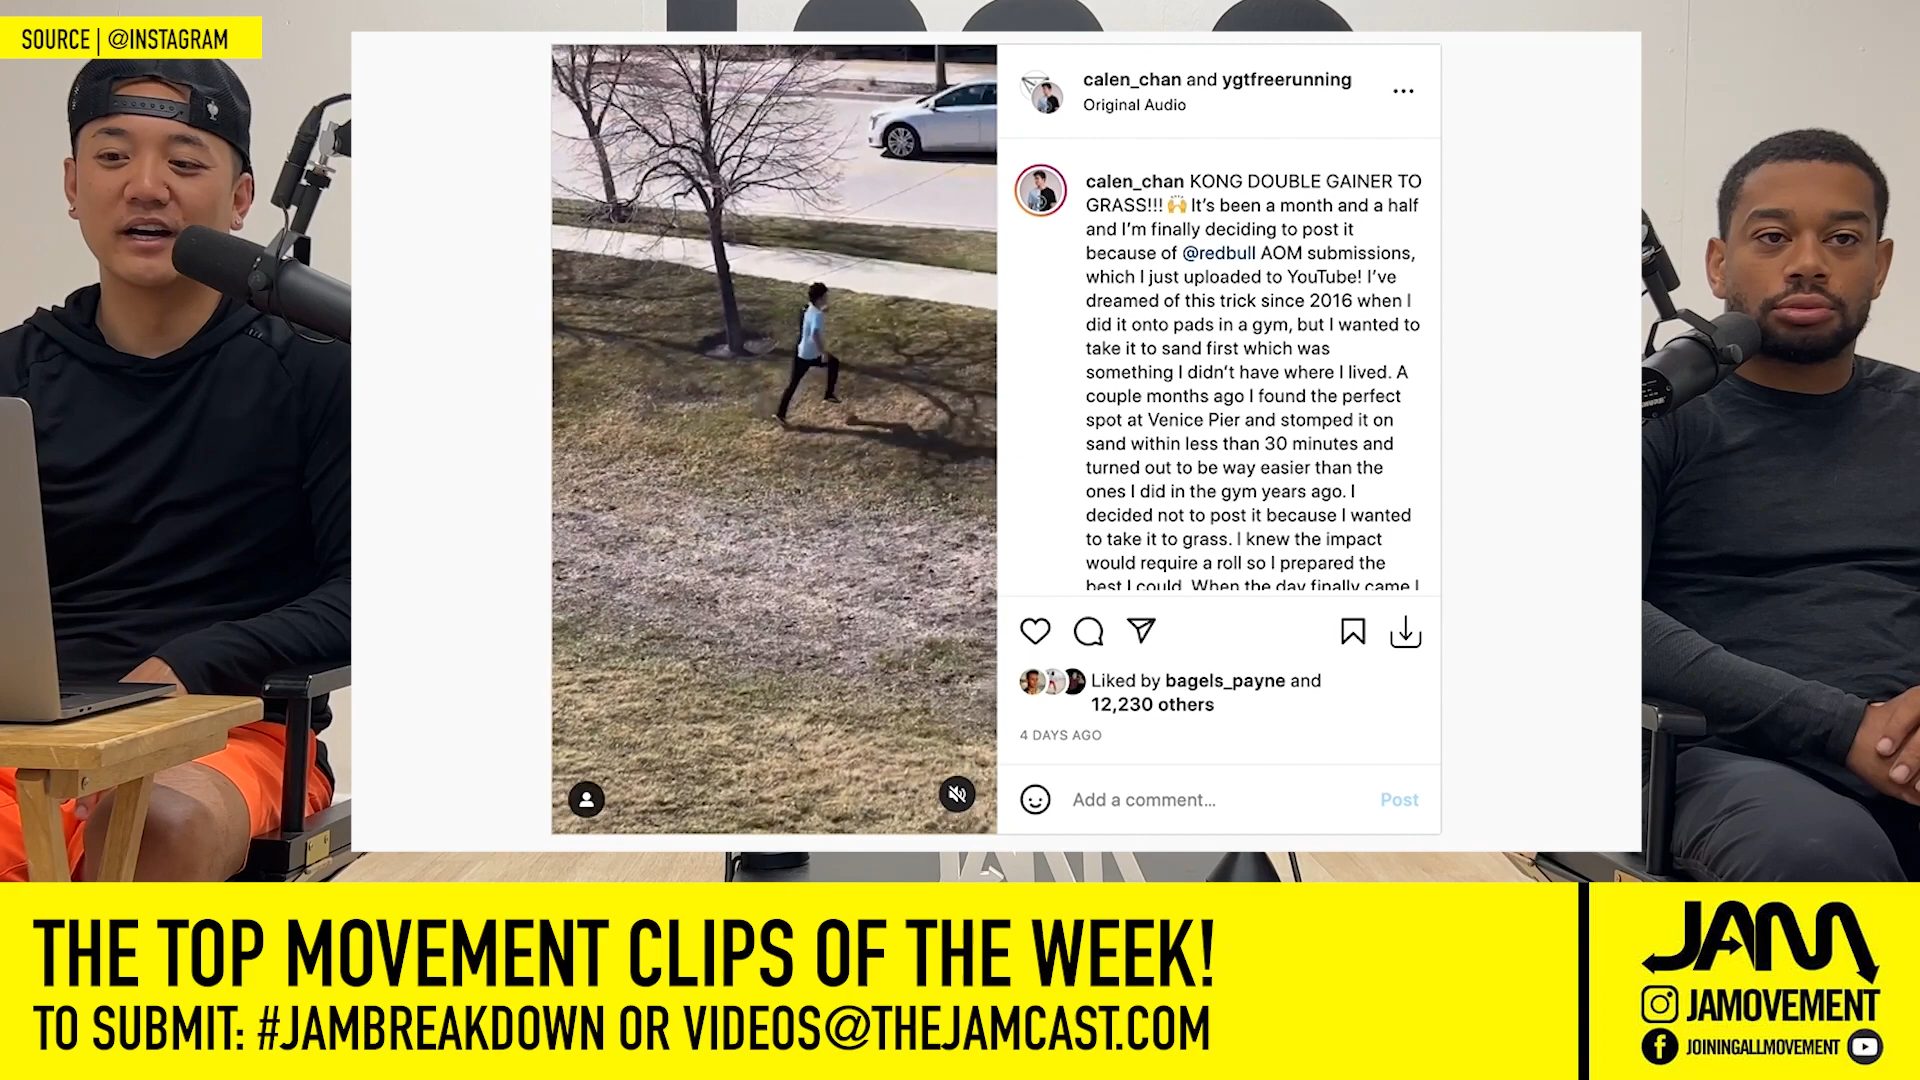 SOURCE | @INSTAGRAM
calen_chan and ygtfreerunning
Original Audio
calen_chan KONG DOUBLE GAINER TO
GRASS!!! 🙌 It's been a month and a half
and I'm finally deciding to post it
because of @redbull AOM submissions,
which I just uploaded to YouTube! I've
dreamed of this trick since 2016 when I
did it onto pads in a gym, but I wanted to
take it to sand first which was
something I didn't have where I lived. A
couple months ago I found the perfect
spot at Venice Pier and stomped it on
sand within less than 30 minutes and
turned out to be way easier than the
ones I did in the gym years ago. I
decided not to post it because I wanted
to take it to grass. I knew the impact
would require a roll so I prepared the
best I could. When the day finally came I
Liked by bagels_payne and
12,230 others
4 DAYS AGO
Add a comment...
Post
THE TOP MOVEMENT CLIPS OF THE WEEK!
TO SUBMIT: #JAMBREAKDOWN OR VIDEOS@THEJAMCAST.COM
JAM
JAMOVEMENT
JOININGALLMOVEMENT